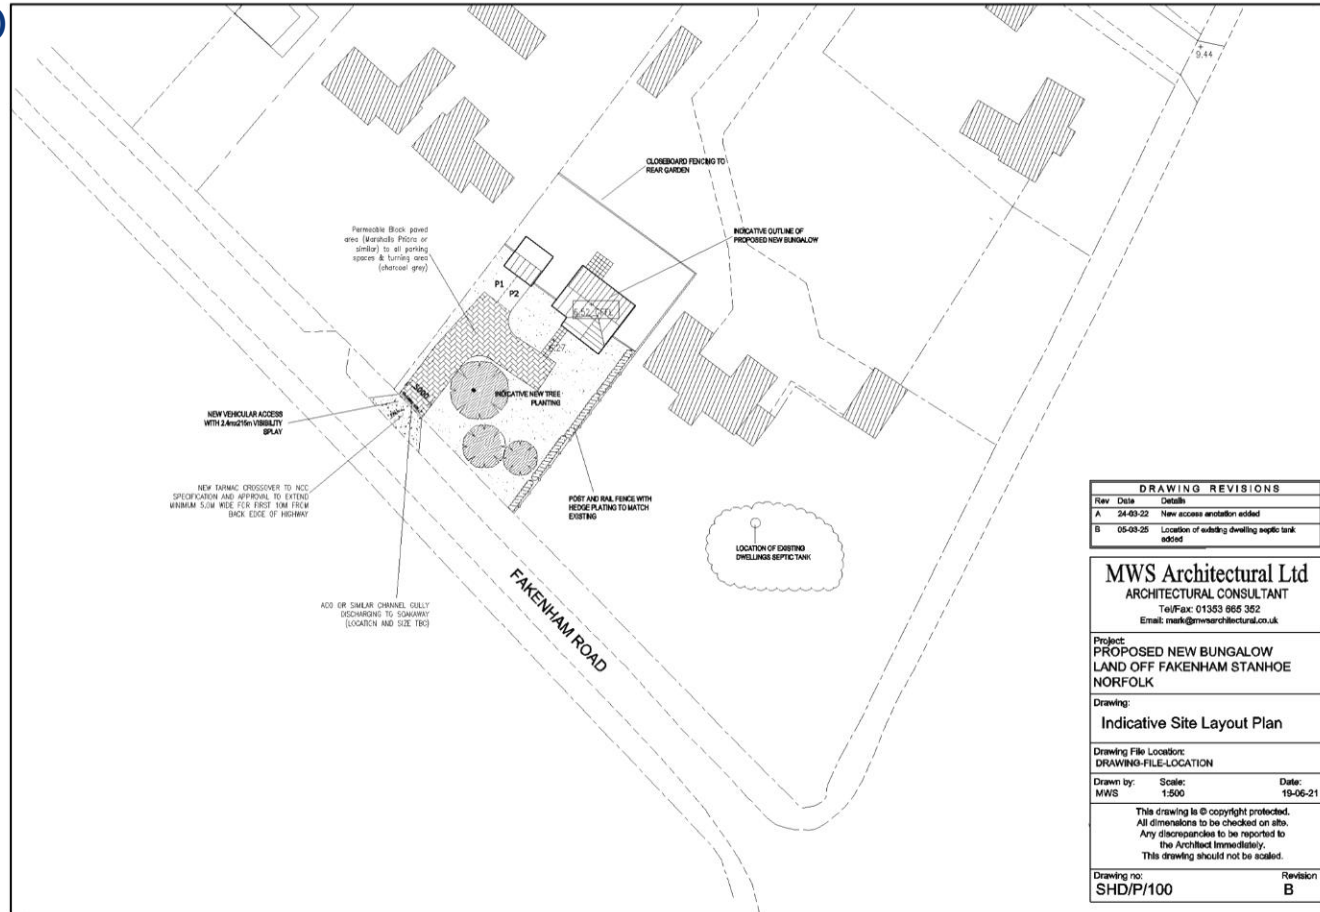 9.44
CLOSEBOARD FENCING TO
REAR GARDEN
Permeable Block paved
area (Marshalls Priora or
similar) to all parking
spaces & turning area
(charcoal grey)
INDICATIVE OUTLINE OF
PROPOSED NEW BUNGALOW
P1
P2
6.27
5000
INDICATIVE NEW TREE
PLANTING
NEW VEHICULAR ACCESS
WITH 2.4mx215m VISIBILITY
SPLAY
NEW TARMAC CROSSOVER TO NCC
SPECIFICATION AND APPROVAL TO EXTEND
MINIMUM 5.0M WIDE FOR FIRST 10M FROM
BACK EDGE OF HIGHWAY
POST AND RAIL FENCE WITH
HEDGE PLATING TO MATCH
EXISTING
LOCATION OF EXISTING
DWELLINGS SEPTIC TANK
ACO OR SIMILAR CHANNEL GULLY
DISCHARGING TO SOAKAWAY
(LOCATION AND SIZE TBC)
FAKENHAM ROAD
DRAWING REVISIONS
Rev Date Details
A 24-03-22 New access anotation added
B 05-03-25 Location of existing dwelling septic tank
added
MWS Architectural Ltd
ARCHITECTURAL CONSULTANT
Tel/Fax: 01353 665 352
Email: mark@mwsarchitectural.co.uk
Project:
PROPOSED NEW BUNGALOW
LAND OFF FAKENHAM STANHOE
NORFOLK
Drawing:
Indicative Site Layout Plan
Drawing File Location:
DRAWING-FILE-LOCATION
Drawn by: Scale: Date:
MWS 1:500 19-06-21
This drawing is © copyright protected.
All dimensions to be checked on site.
Any discrepancies to be reported to
the Architect immediately.
This drawing should not be scaled.
Drawing no: Revision
SHD/P/100 B